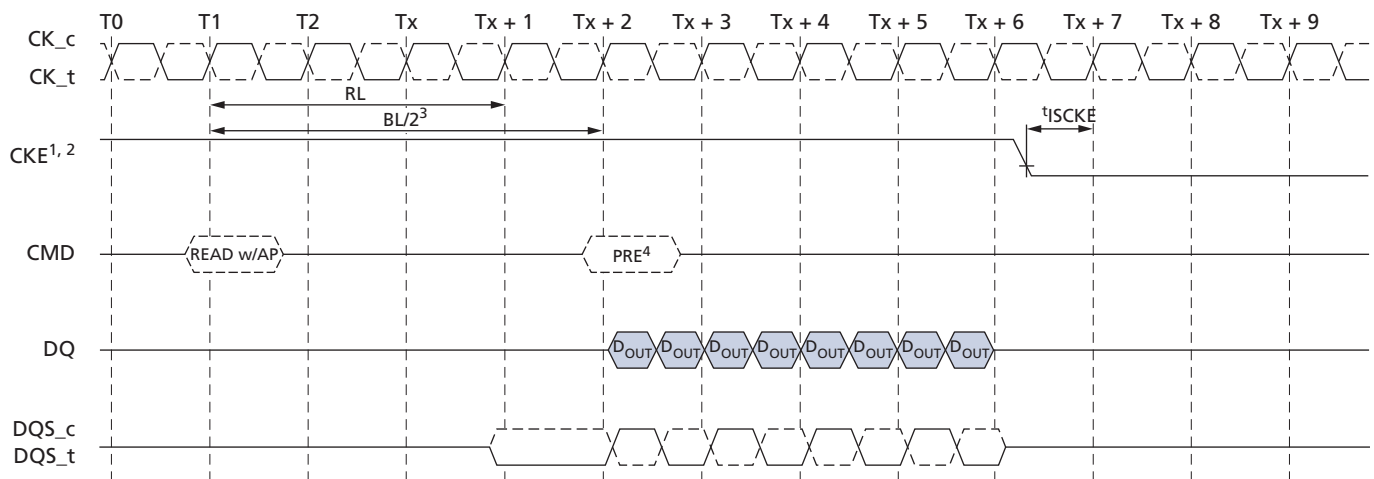 T0 T1 T2 Tx Tx + 1 Tx + 2 Tx + 3 Tx + 4 Tx + 5 Tx + 6 Tx + 7 Tx + 8 Tx + 9
CK_c
CK_t
RL
BL/2³
tISCKE
CKE¹, ²
CMD READ w/AP PRE⁴
DQ DOUT DOUT DOUT DOUT DOUT DOUT DOUT DOUT
DQS_c
DQS_t